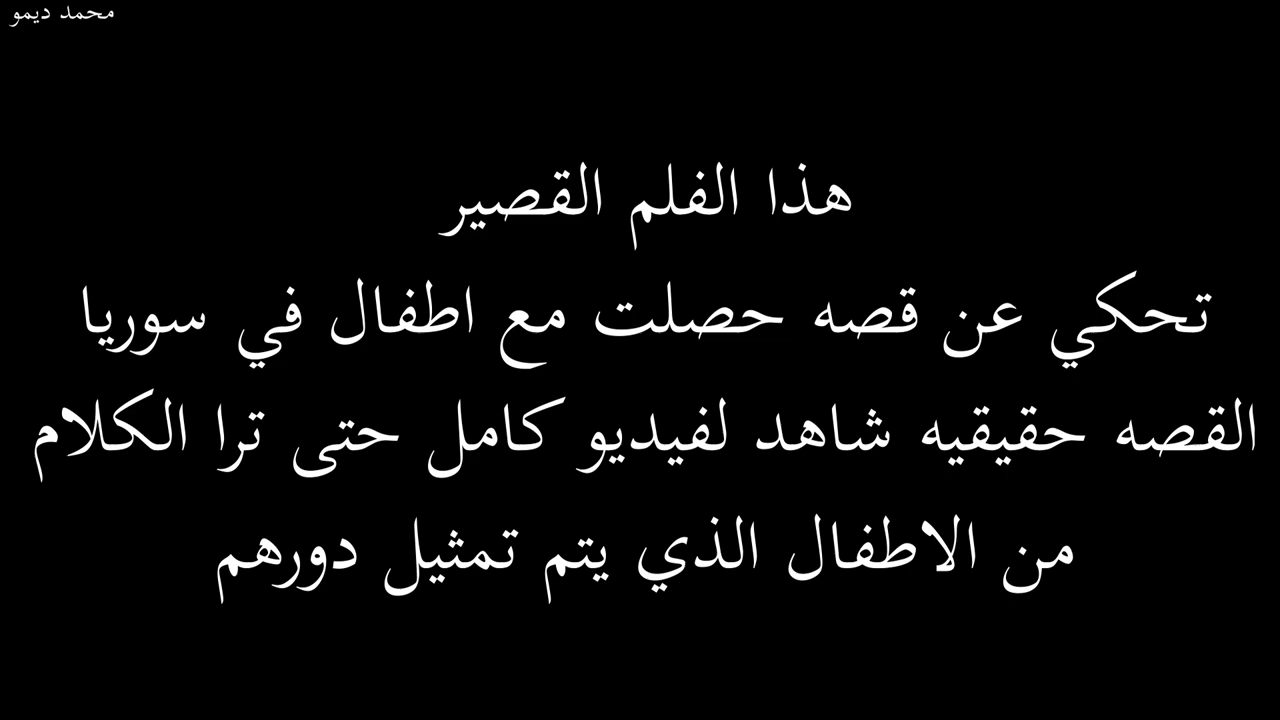 محمد ديمو
هذا الفلم القصير
تحكي عن قصه حصلت مع اطفال في سوريا
القصه حقيقيه شاهد لفيديو كامل حتى ترا الكلام
من الاطفال الذي يتم تمثيل دورهم